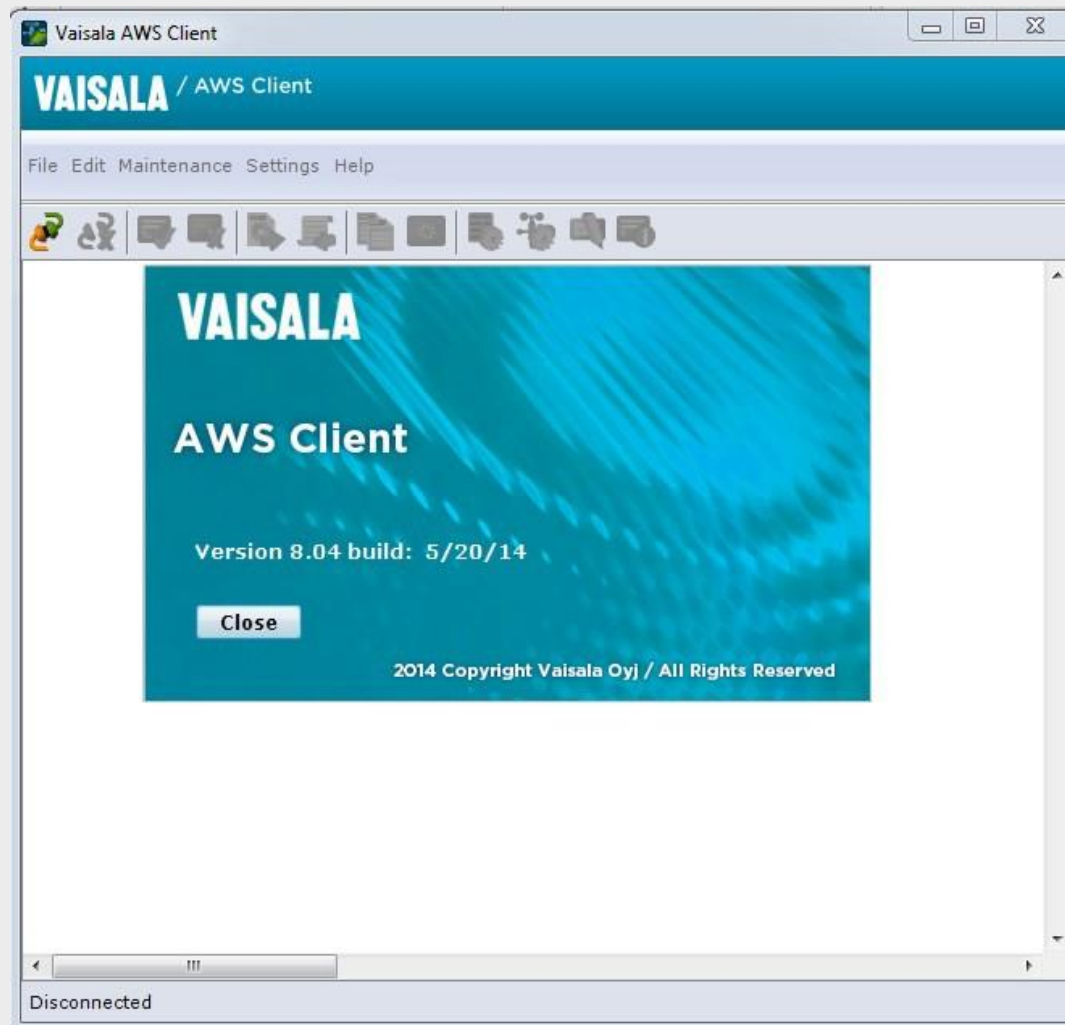 Vaisala AWS Client
VAISALA / AWS Client
File Edit Maintenance Settings Help
VAISALA
AWS Client
Version 8.04 build: 5/20/14
Close
2014 Copyright Vaisala Oyj / All Rights Reserved
Disconnected